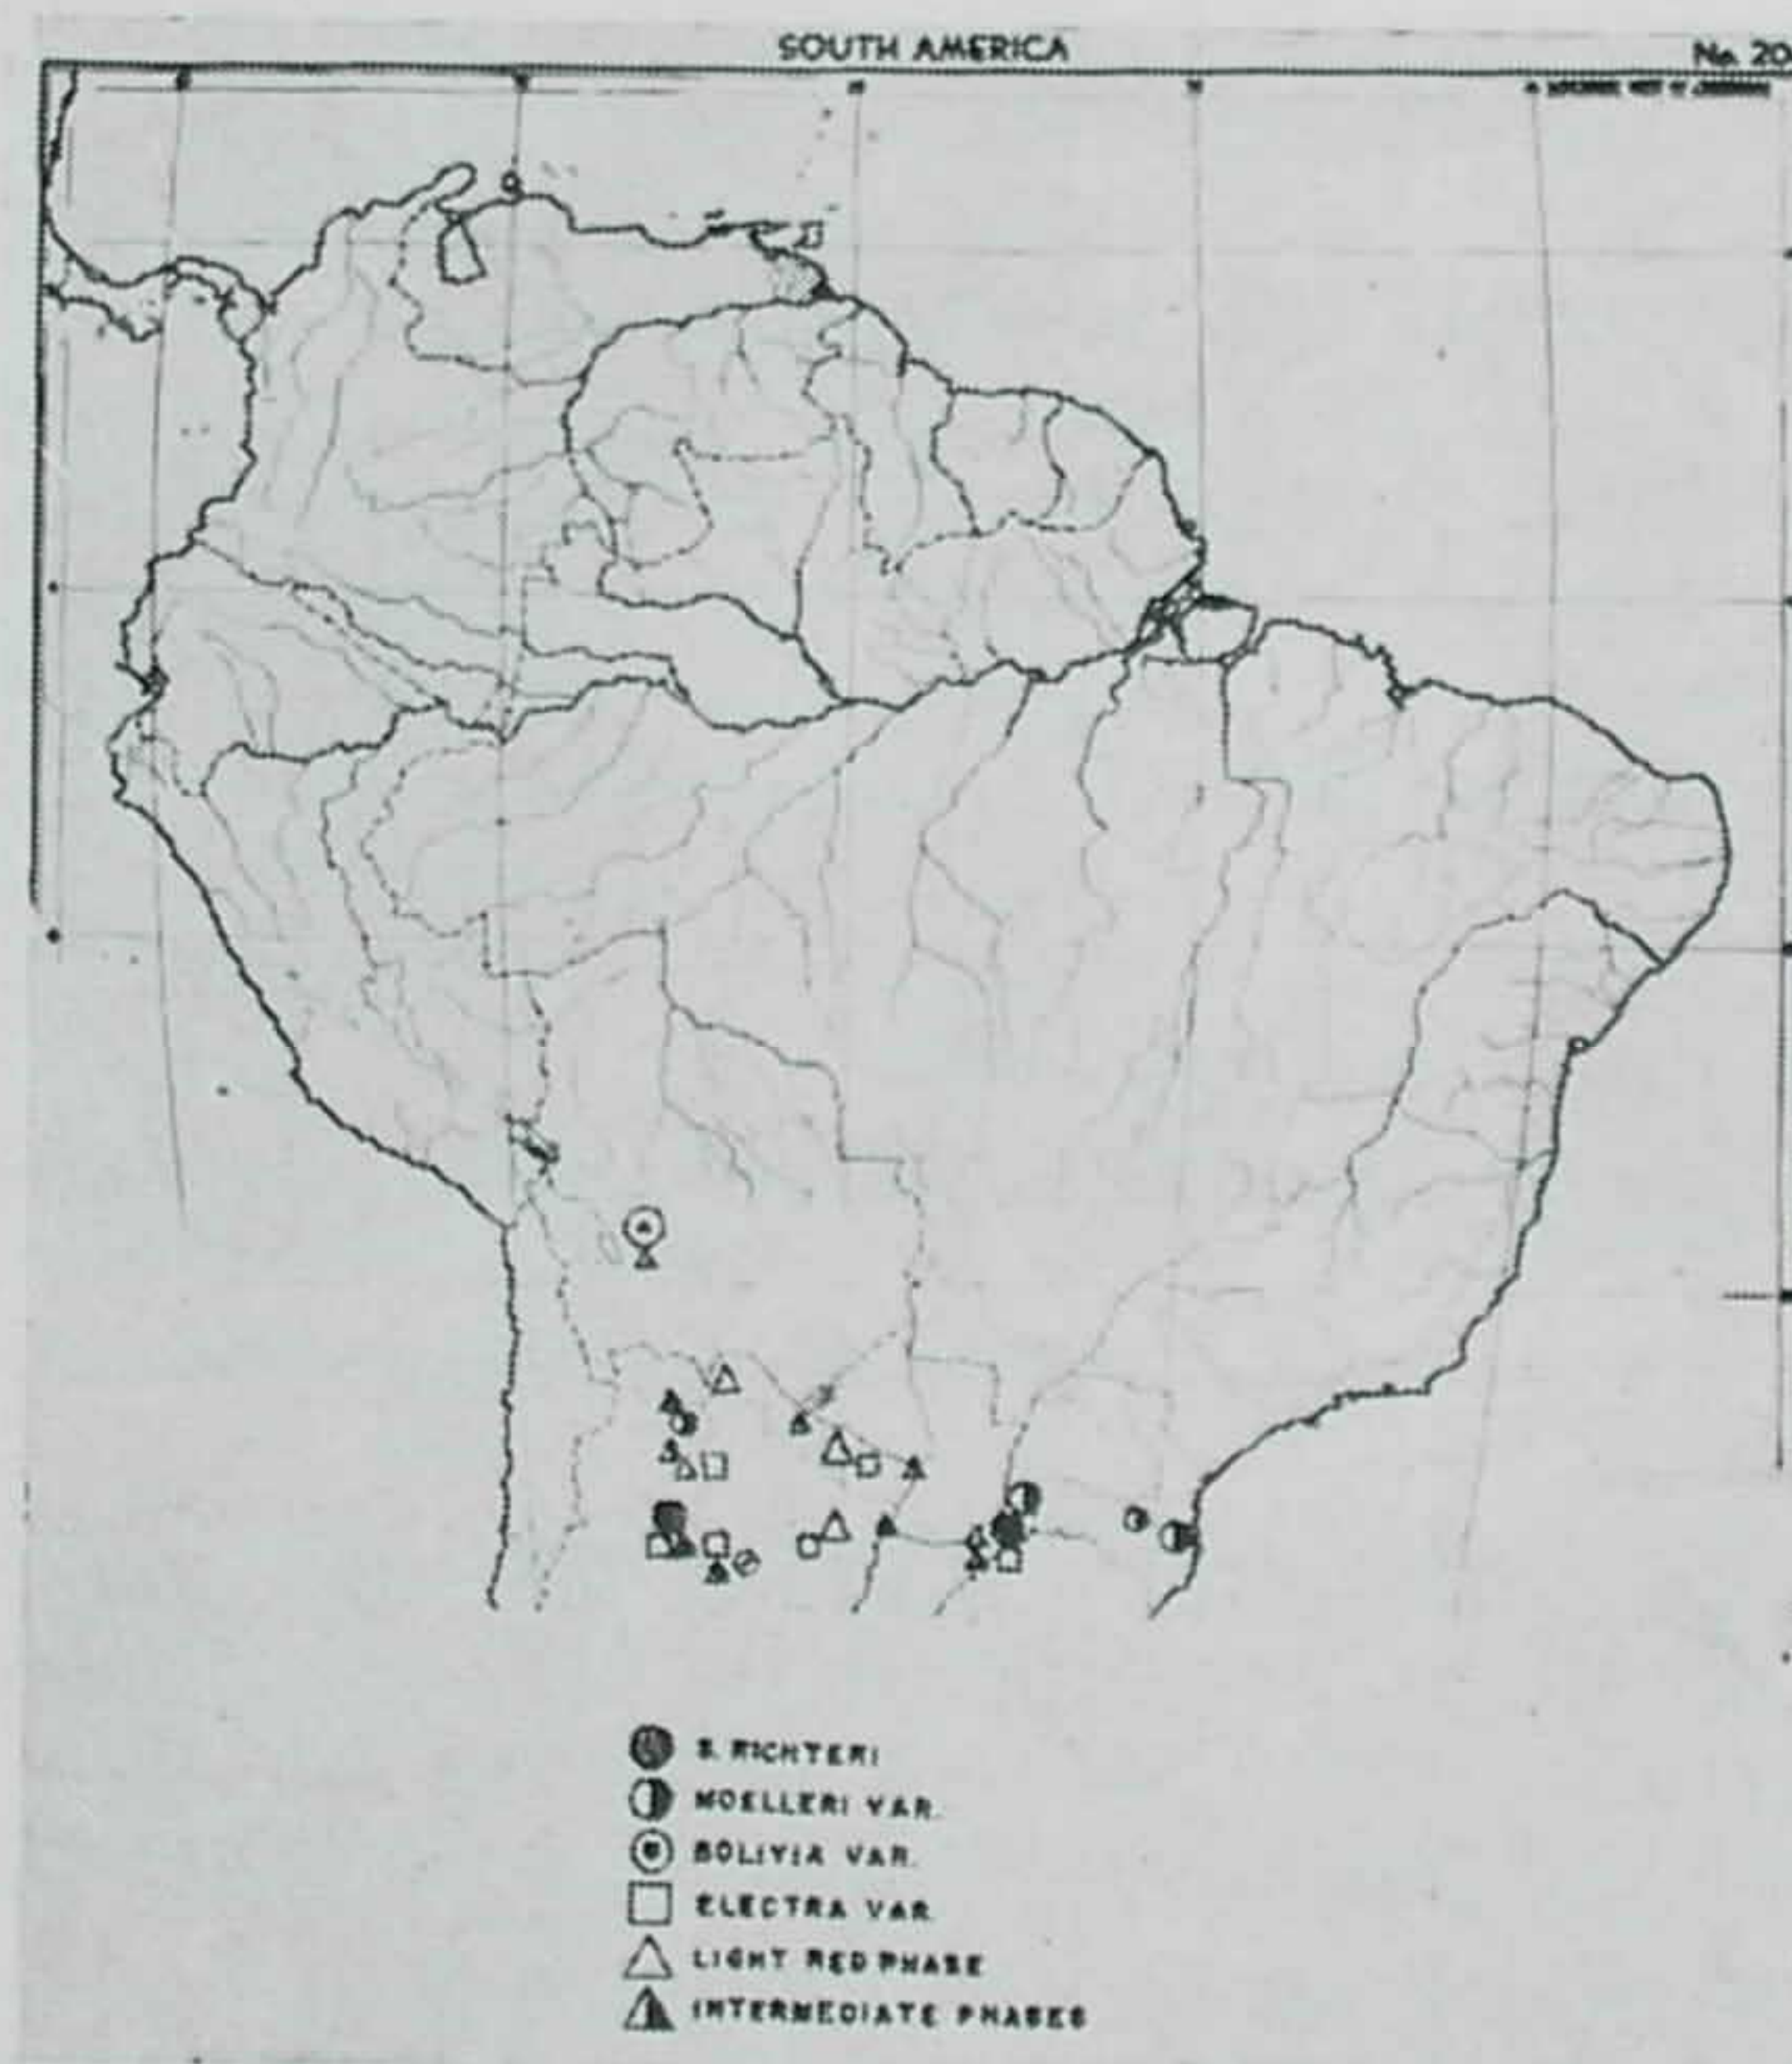 SOUTH AMERICA
No. 20
S. RICHTERI
MOELLERI VAR.
BOLIVIA VAR.
ELECTRA VAR
LIGHT RED PHASE
INTERMEDIATE PHASES